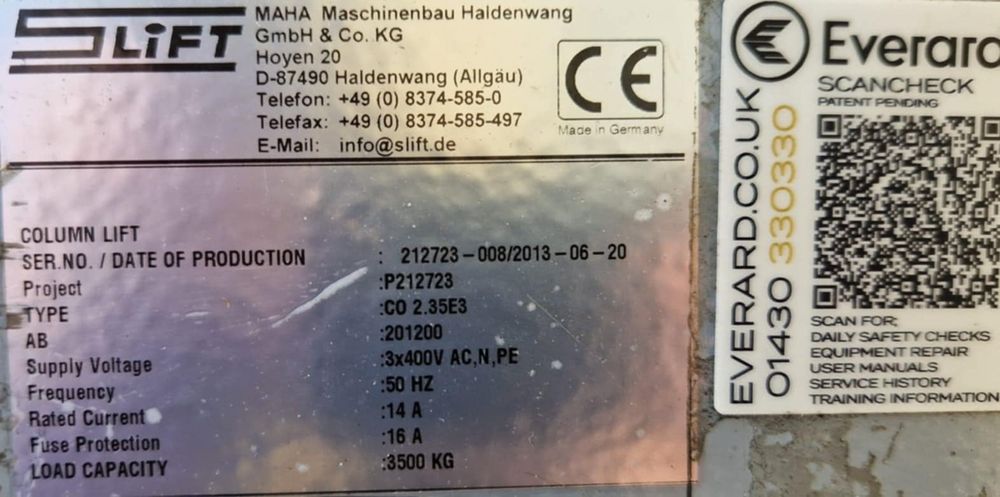 SLiFT
MAHA Maschinenbau Haldenwang
GmbH & Co. KG
Hoyen 20
D-87490 Haldenwang (Allgäu)
Telefon: +49 (0) 8374-585-0
Telefax: +49 (0) 8374-585-497
E-Mail: info@slift.de
CE
Made in Germany
COLUMN LIFT
SER.NO. / DATE OF PRODUCTION : 212723-008/2013-06-20
Project :P212723
TYPE :CO 2.35E3
AB :201200
Supply Voltage :3x400V AC,N,PE
Frequency :50 HZ
Rated Current :14 A
Fuse Protection :16 A
LOAD CAPACITY :3500 KG
Everard
SCANCHECK
PATENT PENDING
EVERARD.CO.UK
01430 330330
SCAN FOR;
DAILY SAFETY CHECKS
EQUIPMENT REPAIR
USER MANUALS
SERVICE HISTORY
TRAINING INFORMATION